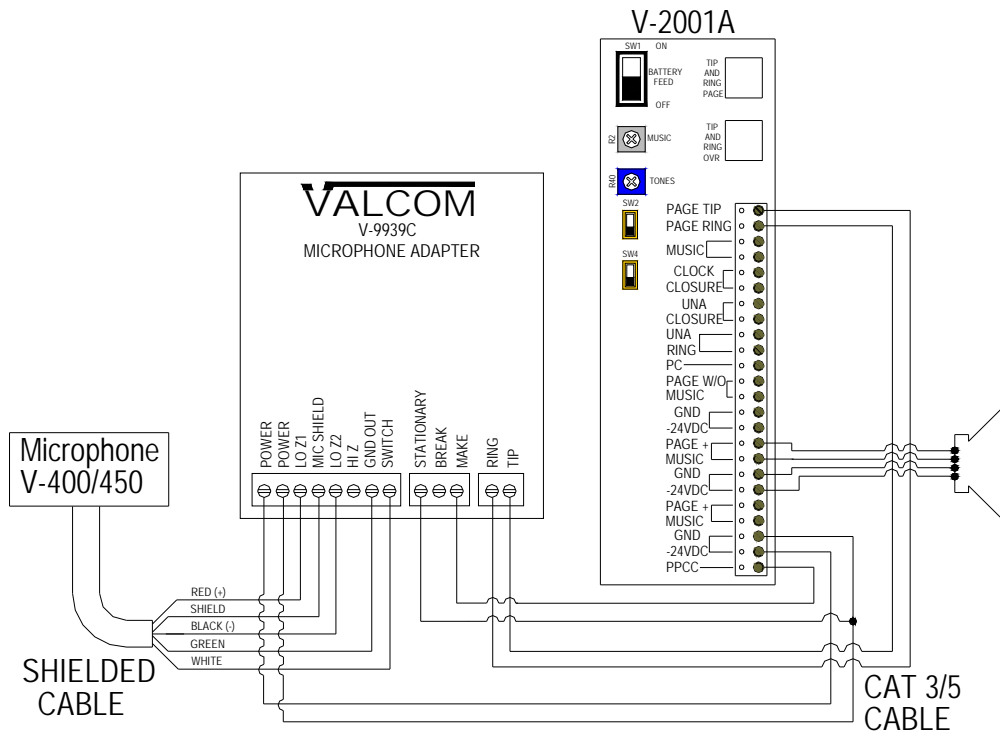 V-2001A
SW1
ON
BATTERY
FEED
OFF
TIP
AND
RING
PAGE
R2
MUSIC
TIP
AND
RING
OVR
R40
TONES
SW2
SW4
PAGE TIP
PAGE RING
MUSIC
CLOCK
CLOSURE
UNA
CLOSURE
UNA
RING
PC
PAGE W/O
MUSIC
GND
-24VDC
PAGE +
MUSIC
GND
-24VDC
PAGE +
MUSIC
GND
-24VDC
PPCC
VALCOM
V-9939C
MICROPHONE ADAPTER
POWER
POWER
LO Z1
MIC SHIELD
LO Z2
HI Z
GND OUT
SWITCH
STATIONARY
BREAK
MAKE
RING
TIP
Microphone
V-400/450
RED (+)
SHIELD
BLACK (-)
GREEN
WHITE
SHIELDED
CABLE
CAT 3/5
CABLE